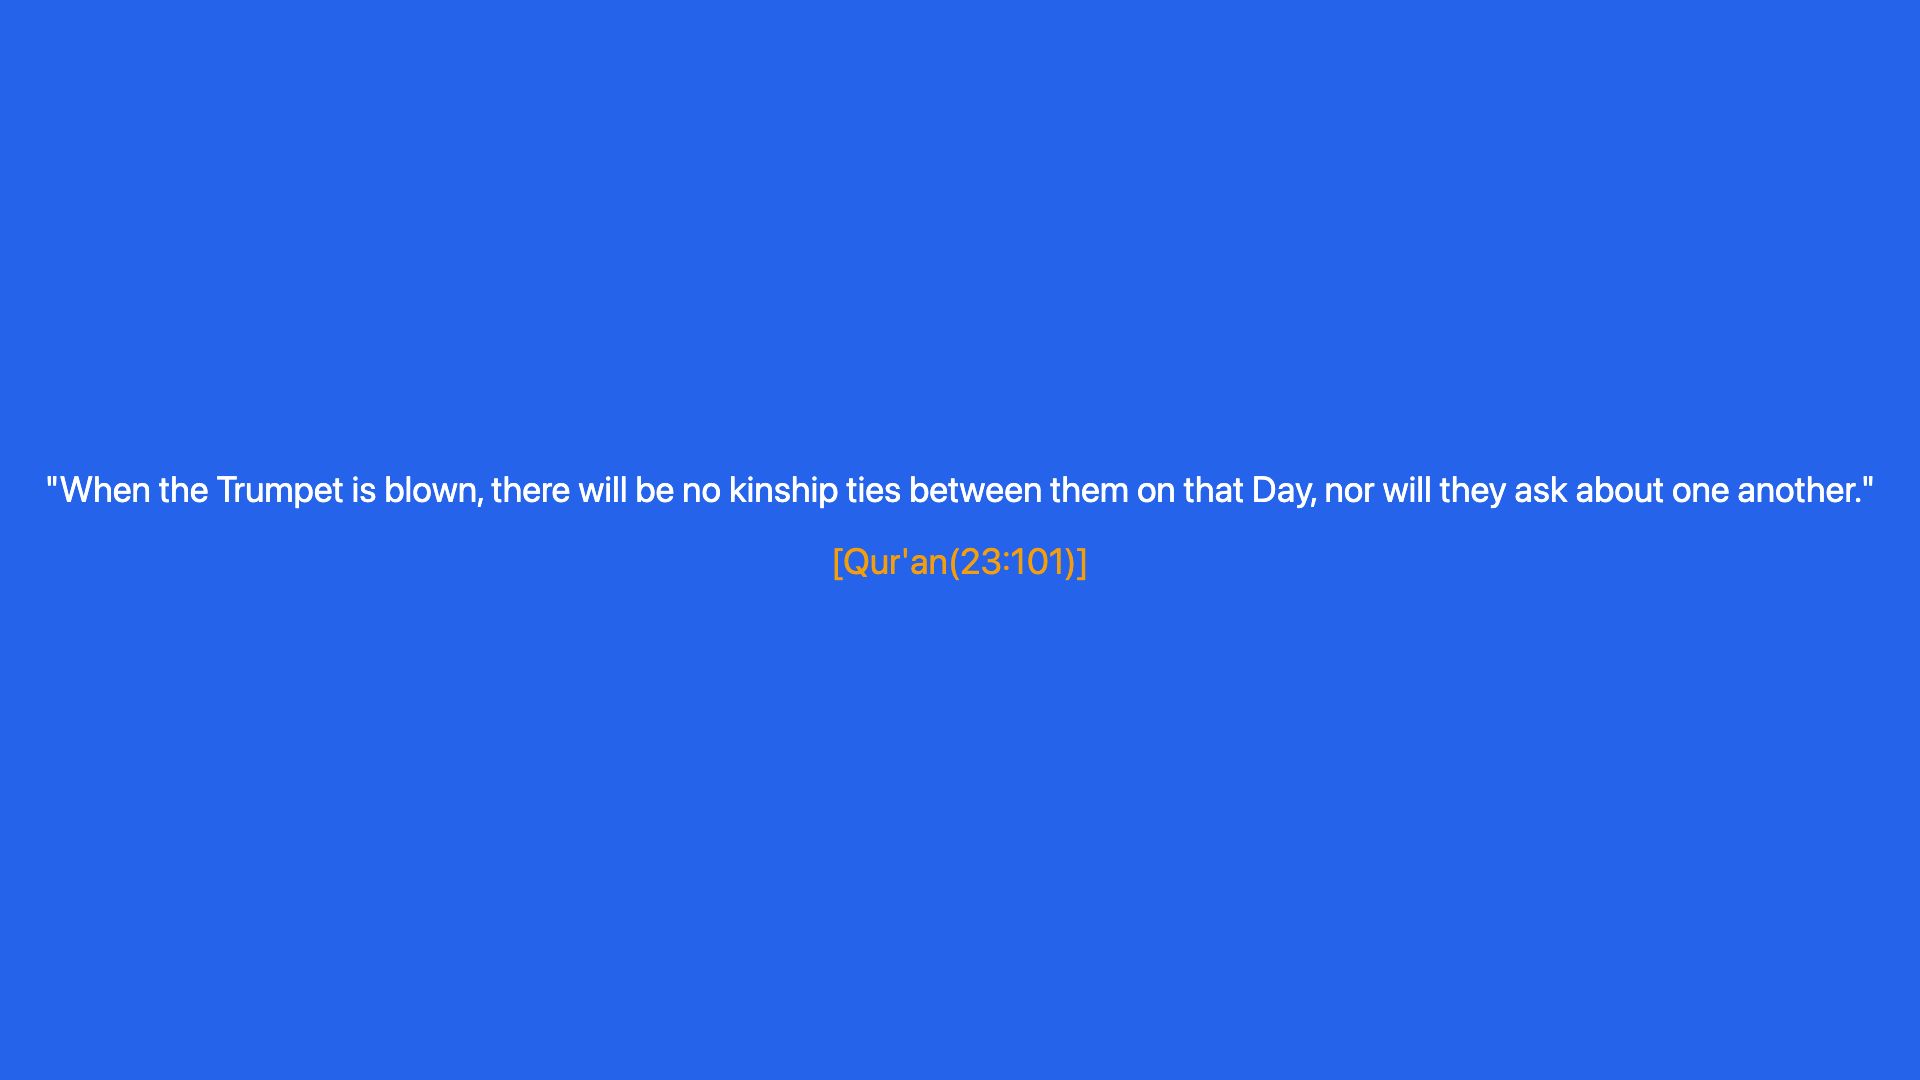 "When the Trumpet is blown, there will be no kinship ties between them on that Day, nor will they ask about one another."
[Qur'an(23:101)]